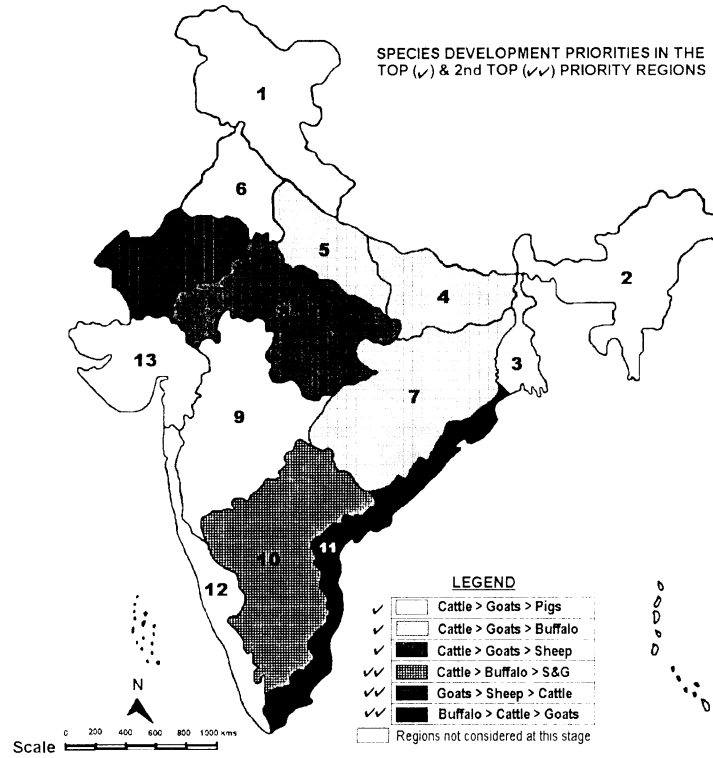 SPECIES DEVELOPMENT PRIORITIES IN THE
TOP (✓) & 2nd TOP (✓✓) PRIORITY REGIONS
1
6
5
2
4
3
13
7
9
10
11
12
LEGEND
✓ Cattle > Goats > Pigs
✓ Cattle > Goats > Buffalo
✓ Cattle > Goats > Sheep
✓✓ Cattle > Buffalo > S&G
✓✓ Goats > Sheep > Cattle
✓✓ Buffalo > Cattle > Goats
Regions not considered at this stage
N
0 200 400 600 800 1000 Kms
Scale